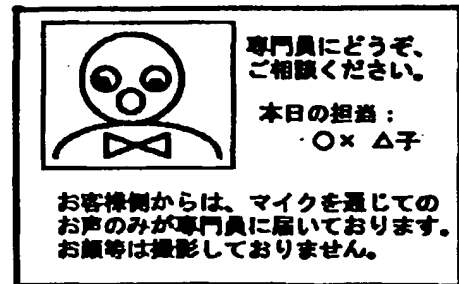 専門員にどうぞ、
ご相談ください。
本日の担当：
○× △子
お客様側からは、マイクを通じての
お声のみが専門員に届いております。
お顔等は撮影しておりません。